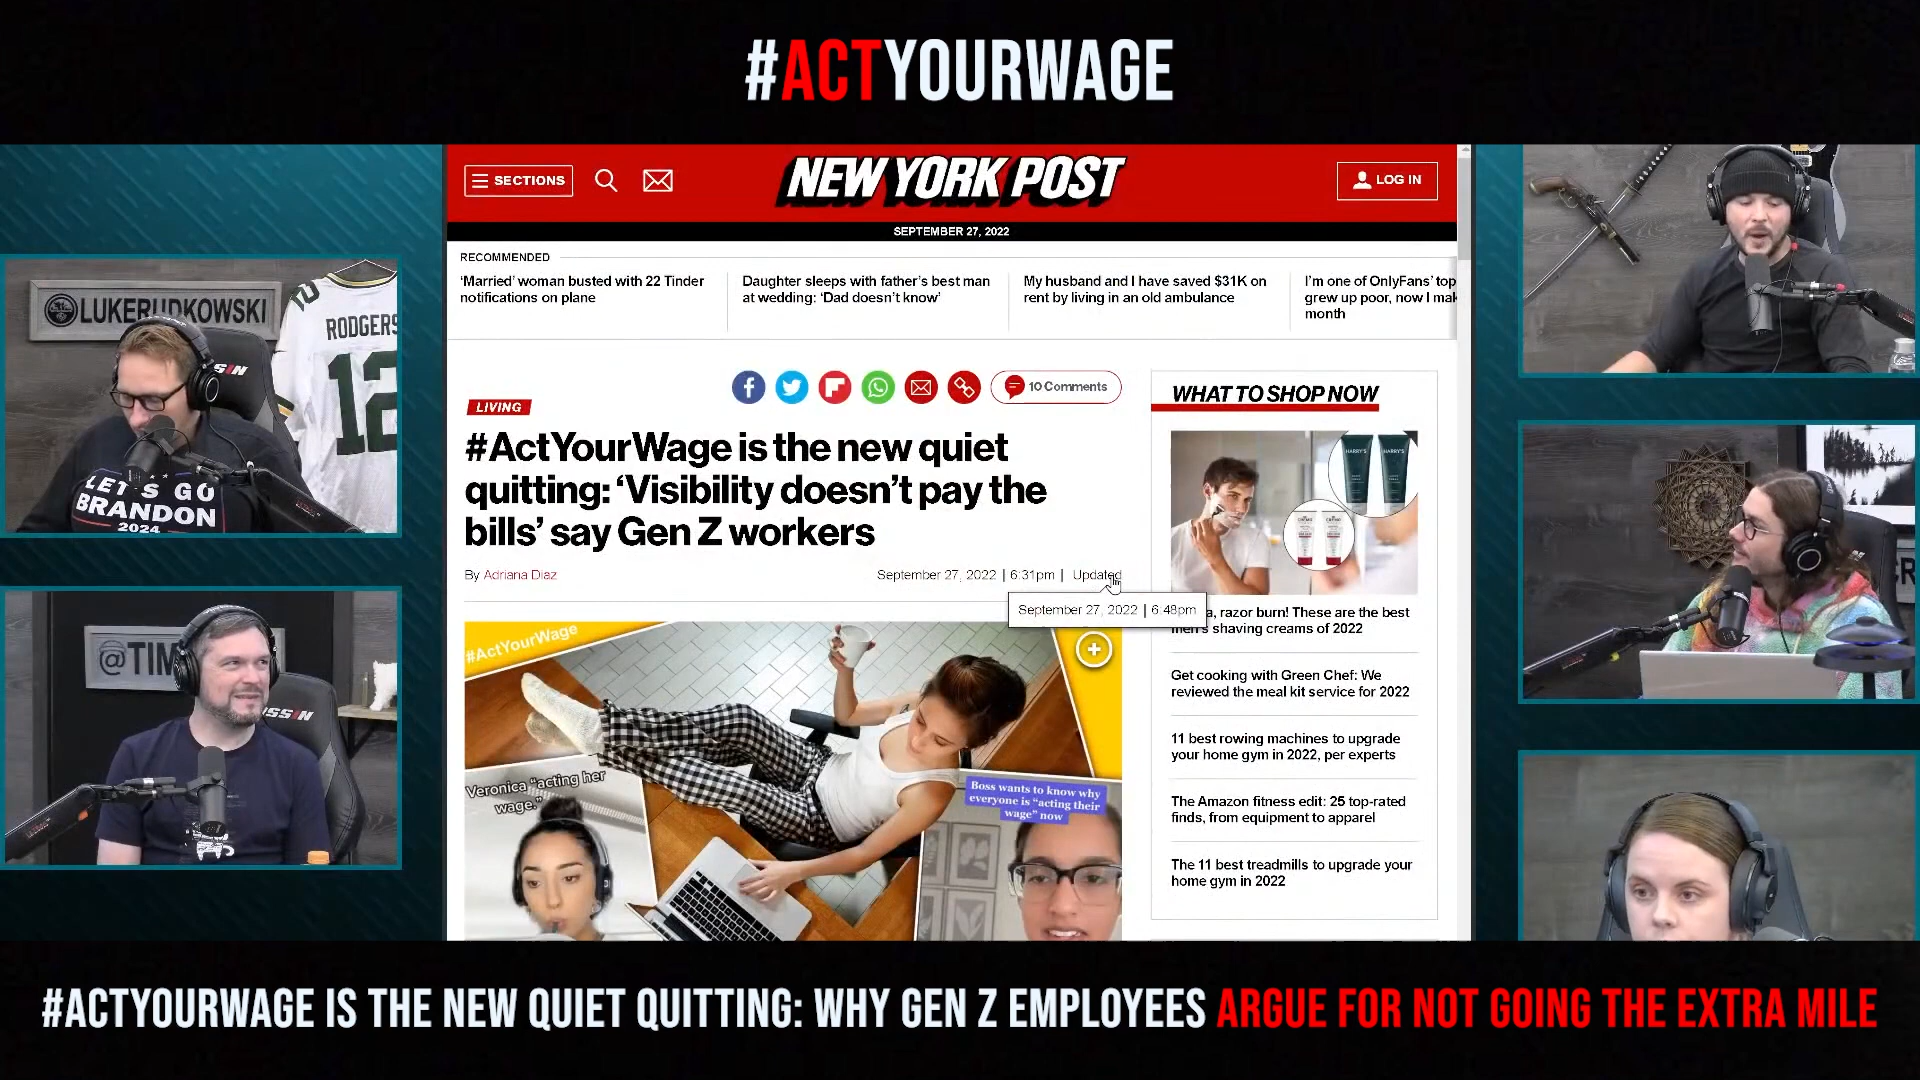 #ACTYOURWAGE
SECTIONS
NEW YORK POST
LOG IN
SEPTEMBER 27, 2022
RECOMMENDED
‘Married’ woman busted with 22 Tinder
notifications on plane
Daughter sleeps with father’s best man
at wedding: ‘Dad doesn’t know’
My husband and I have saved $31K on
rent by living in an old ambulance
I’m one of OnlyFans’ top
grew up poor, now I mak
month
@LUKERUDKOWSKI
RODGERS
12
12
LET'S GO
BRANDON
2024
@TIM
10 Comments
LIVING
#ActYourWage is the new quiet
quitting: ‘Visibility doesn’t pay the
bills’ say Gen Z workers
By Adriana Diaz
September 27, 2022 | 6:31pm | Updated
September 27, 2022 | 6:48pm
#ActYourWage
Veronica “acting her
wage.”
Boss wants to know why
everyone is “acting their
wage” now
WHAT TO SHOP NOW
HARRY'S
HARRY'S
a, razor burn! These are the best
men’s shaving creams of 2022
Get cooking with Green Chef: We
reviewed the meal kit service for 2022
11 best rowing machines to upgrade
your home gym in 2022, per experts
The Amazon fitness edit: 25 top-rated
finds, from equipment to apparel
The 11 best treadmills to upgrade your
home gym in 2022
#ACTYOURWAGE IS THE NEW QUIET QUITTING: WHY GEN Z EMPLOYEES ARGUE FOR NOT GOING THE EXTRA MILE